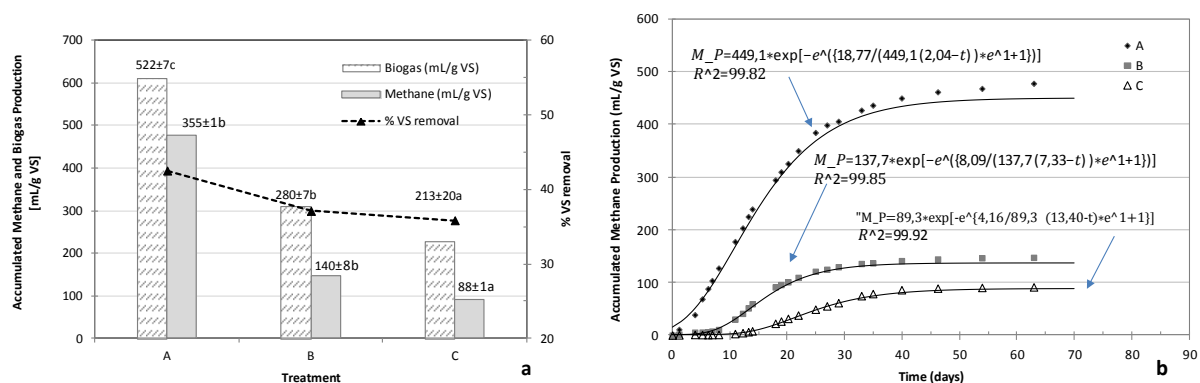 Accumulated Methane and Biogas Production
[mL/g VS]
700
600
500
400
300
200
100
0
522±7c
355±1b
280±7b
140±8b
213±20a
88±1a
Biogas (mL/g VS)
Methane (mL/g VS)
% VS removal
60
50
40
30
20
% VS removal
A
B
C
Treatment
a
Accumulated Methane Production (mL/g VS)
600
500
400
300
200
100
0
M_P=449,1*exp[−e^({18,77/(449,1 (2,04−t) )*e^1+1})]
R^2=99.82
A
B
C
M_P=137,7*exp[−e^({8,09/(137,7 (7,33−t) )*e^1+1})]
R^2=99.85
"M_P=89,3*exp[-e^{4,16/89,3 (13,40-t)*e^1+1}]
R^2=99.92
0
10
20
30
40
50
60
70
80
90
Time (days)
b